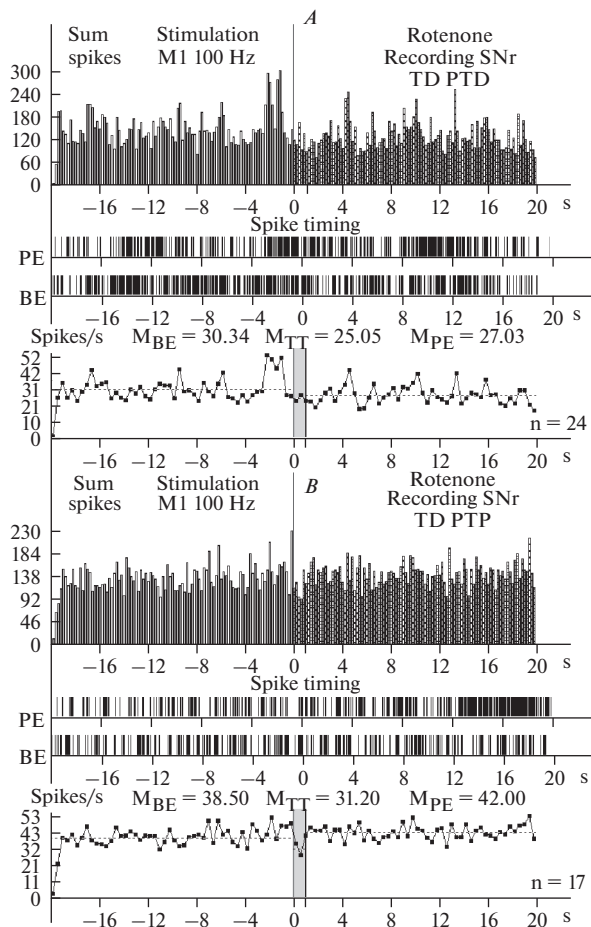 A
Sum Stimulation Rotenone
spikes M1 100 Hz Recording SNr
TD PTD
300
240
180
120
60
0
−16 −12 −8 −4 0 4 8 12 16 20 s
Spike timing
PE
BE
−16 −12 −8 −4 0 4 8 12 16 20 s
Spikes/s M_BE = 30.34 M_TT = 25.05 M_PE = 27.03
52
42
31
21
10
0
n = 24
−16 −12 −8 −4 0 4 8 12 16 20 s
B
Sum Stimulation Rotenone
spikes M1 100 Hz Recording SNr
TD PTP
230
184
138
92
46
0
−16 −12 −8 −4 0 4 8 12 16 20 s
Spike timing
PE
BE
−16 −12 −8 −4 0 4 8 12 16 20 s
Spikes/s M_BE = 38.50 M_TT = 31.20 M_PE = 42.00
53
43
32
21
11
0
n = 17
−16 −12 −8 −4 0 4 8 12 16 20 s